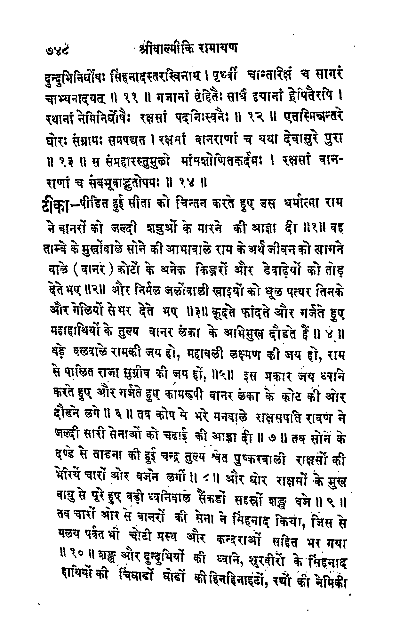 ७४८ श्रीवाल्मीकि रामायण
दुन्दुभिनिर्घोषः सिंहनादस्तरस्विनाम् । पृथ्वीं चान्तरिक्षं च सागरं
चाभ्यनादयत् ॥ ११ ॥ गजानां बृंहितैः सार्धं हयानां हेषितैरपि ।
रथानां नेमिनिर्घोषैः रक्षसां पदनिःस्वनैः ॥ १२ ॥ एतस्मिन्नन्तरे
घोरः संग्रामः समपद्यत । रक्षसां वानराणां च यथा देवासुरे पुरा
॥ १३ ॥ स संप्रहारस्तुमुलो मांसशोणितकर्दमः । रक्षसां वान-
राणां च संबभूवाद्भुतोपमः ॥ १४ ॥
टीका—पीडित हुई सीता को चिन्तन करते हुए उस धर्मात्मा राम
ने वानरों को जल्दी शत्रुओं के मारने की आज्ञा दी ॥१॥ वह
ताम्बे के मुखोंवाले सोने की आभावाले राम के अर्थ जीवन को त्यागने
वाले (वानर) कोटों के अनेक किङ्गरों और डेवढ़ियों को तोड़
देते भए॥२॥ और निर्मल जलोंवाली खाइयों को धूल पत्थर तिनके
और गेलियों से भर देते भए ॥३॥ कूदते फांदते और गर्जते हुए
महाहाथियों के तुल्य वानर लंका के अभिमुख दौड़ते हैं ॥ ४॥
बड़े बलवाले राम की जय हो, महाबली लक्ष्मण की जय हो, राम
से पालित राजा सुग्रीव की जय हो, ॥५॥ इस प्रकार जय ध्वनि
करते हुए और गर्जते हुए कामरूपी वानर लंका के कोट की ओर
दौड़ने लगे ॥ ६ ॥ तब कोप से भरे मनवाले राक्षसपति रावण ने
जल्दी सारी सेनाओं को चढ़ाई की आज्ञा दी ॥ ७ ॥ तब सोने के
दण्डे से ताडना की हुई चन्द्र तुल्य श्वेत पुष्करवाली राक्षसों की
भेरियें चारों ओर बजने लगीं ॥ ८॥ और घोर राक्षसों के मुख
वायु से पूरे हुए बड़ी ध्वनिवाले सैंकड़ों सहस्रों शङ्ख बजे ॥ ९ ॥
तब चारों ओर से वानरों की सेना ने सिंहनाद किया, जिस से
मलय पर्वत भी चोटी प्रस्थ और कन्दराओं सहित भर गया
॥१०॥ शङ्ख और दुन्दुभियों की ध्वनि, शूरवीरों के सिंहनाद
हाथियों की चिंघाड़ों घोड़ों की हिनहिनाहटों, रथों की नेमिकी